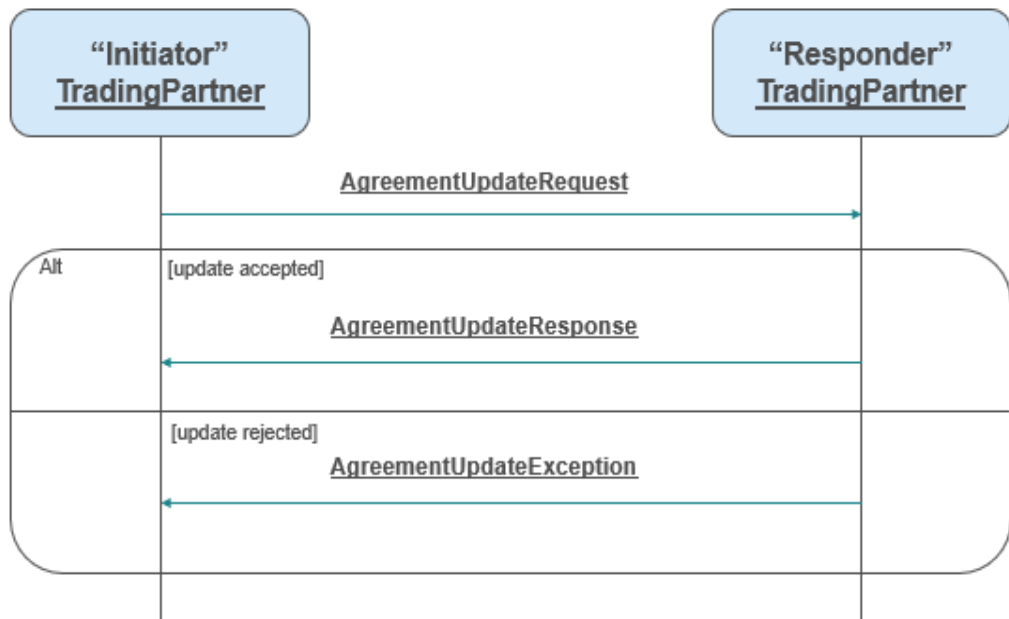 “Initiator”
TradingPartner
“Responder”
TradingPartner
AgreementUpdateRequest
Alt
[update accepted]
AgreementUpdateResponse
[update rejected]
AgreementUpdateException